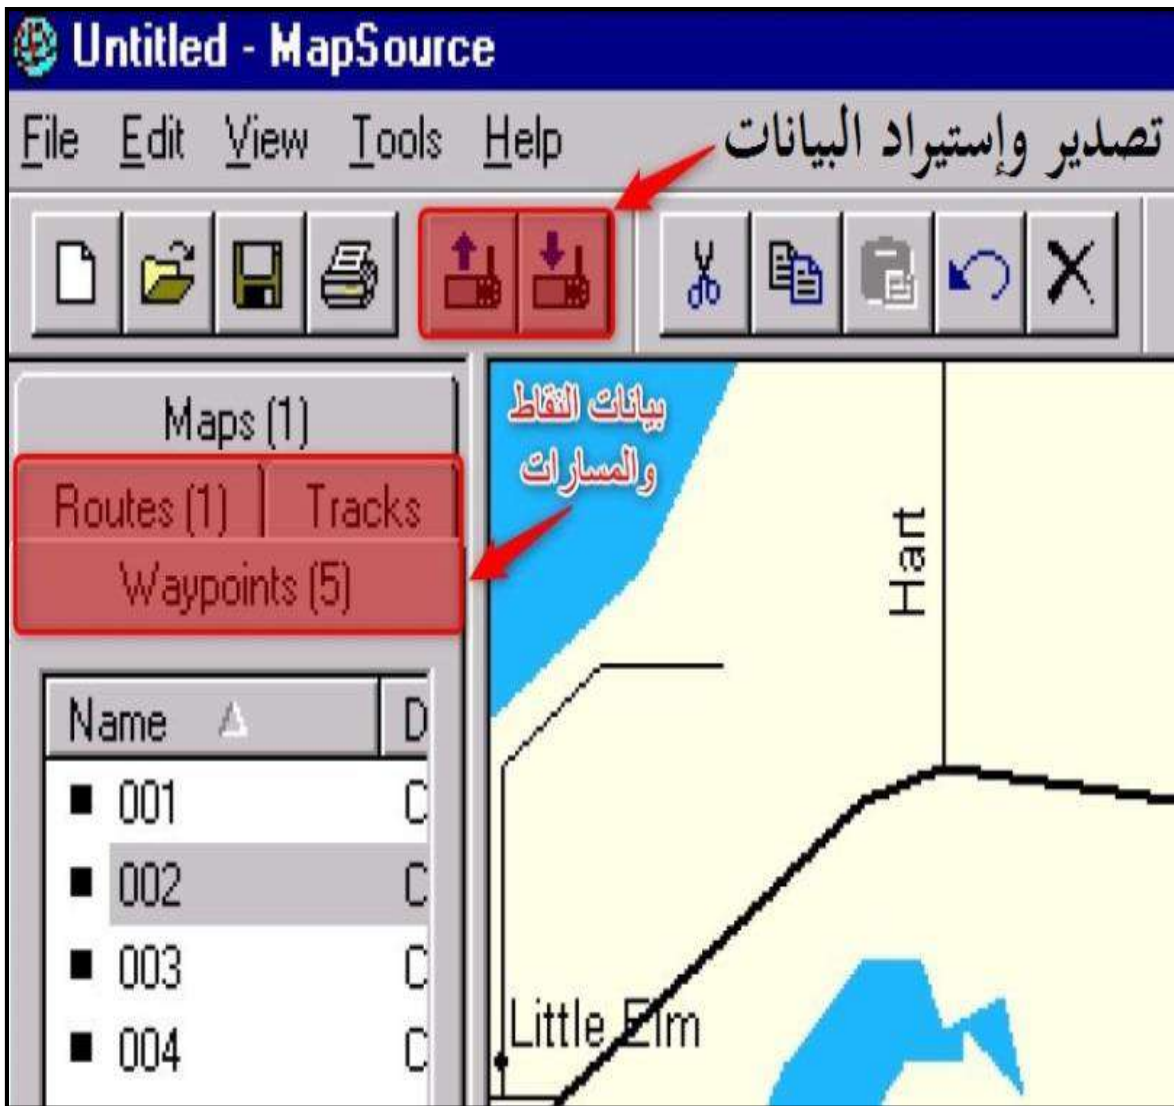 Untitled - MapSource
File Edit View Tools Help
تصدير وإستيراد البيانات
Maps (1)
Routes (1) Tracks
Waypoints (5)
بيانات النقاط
والمسارات
Name D
001 C
002 C
003 C
004 C
Hart
Little Elm